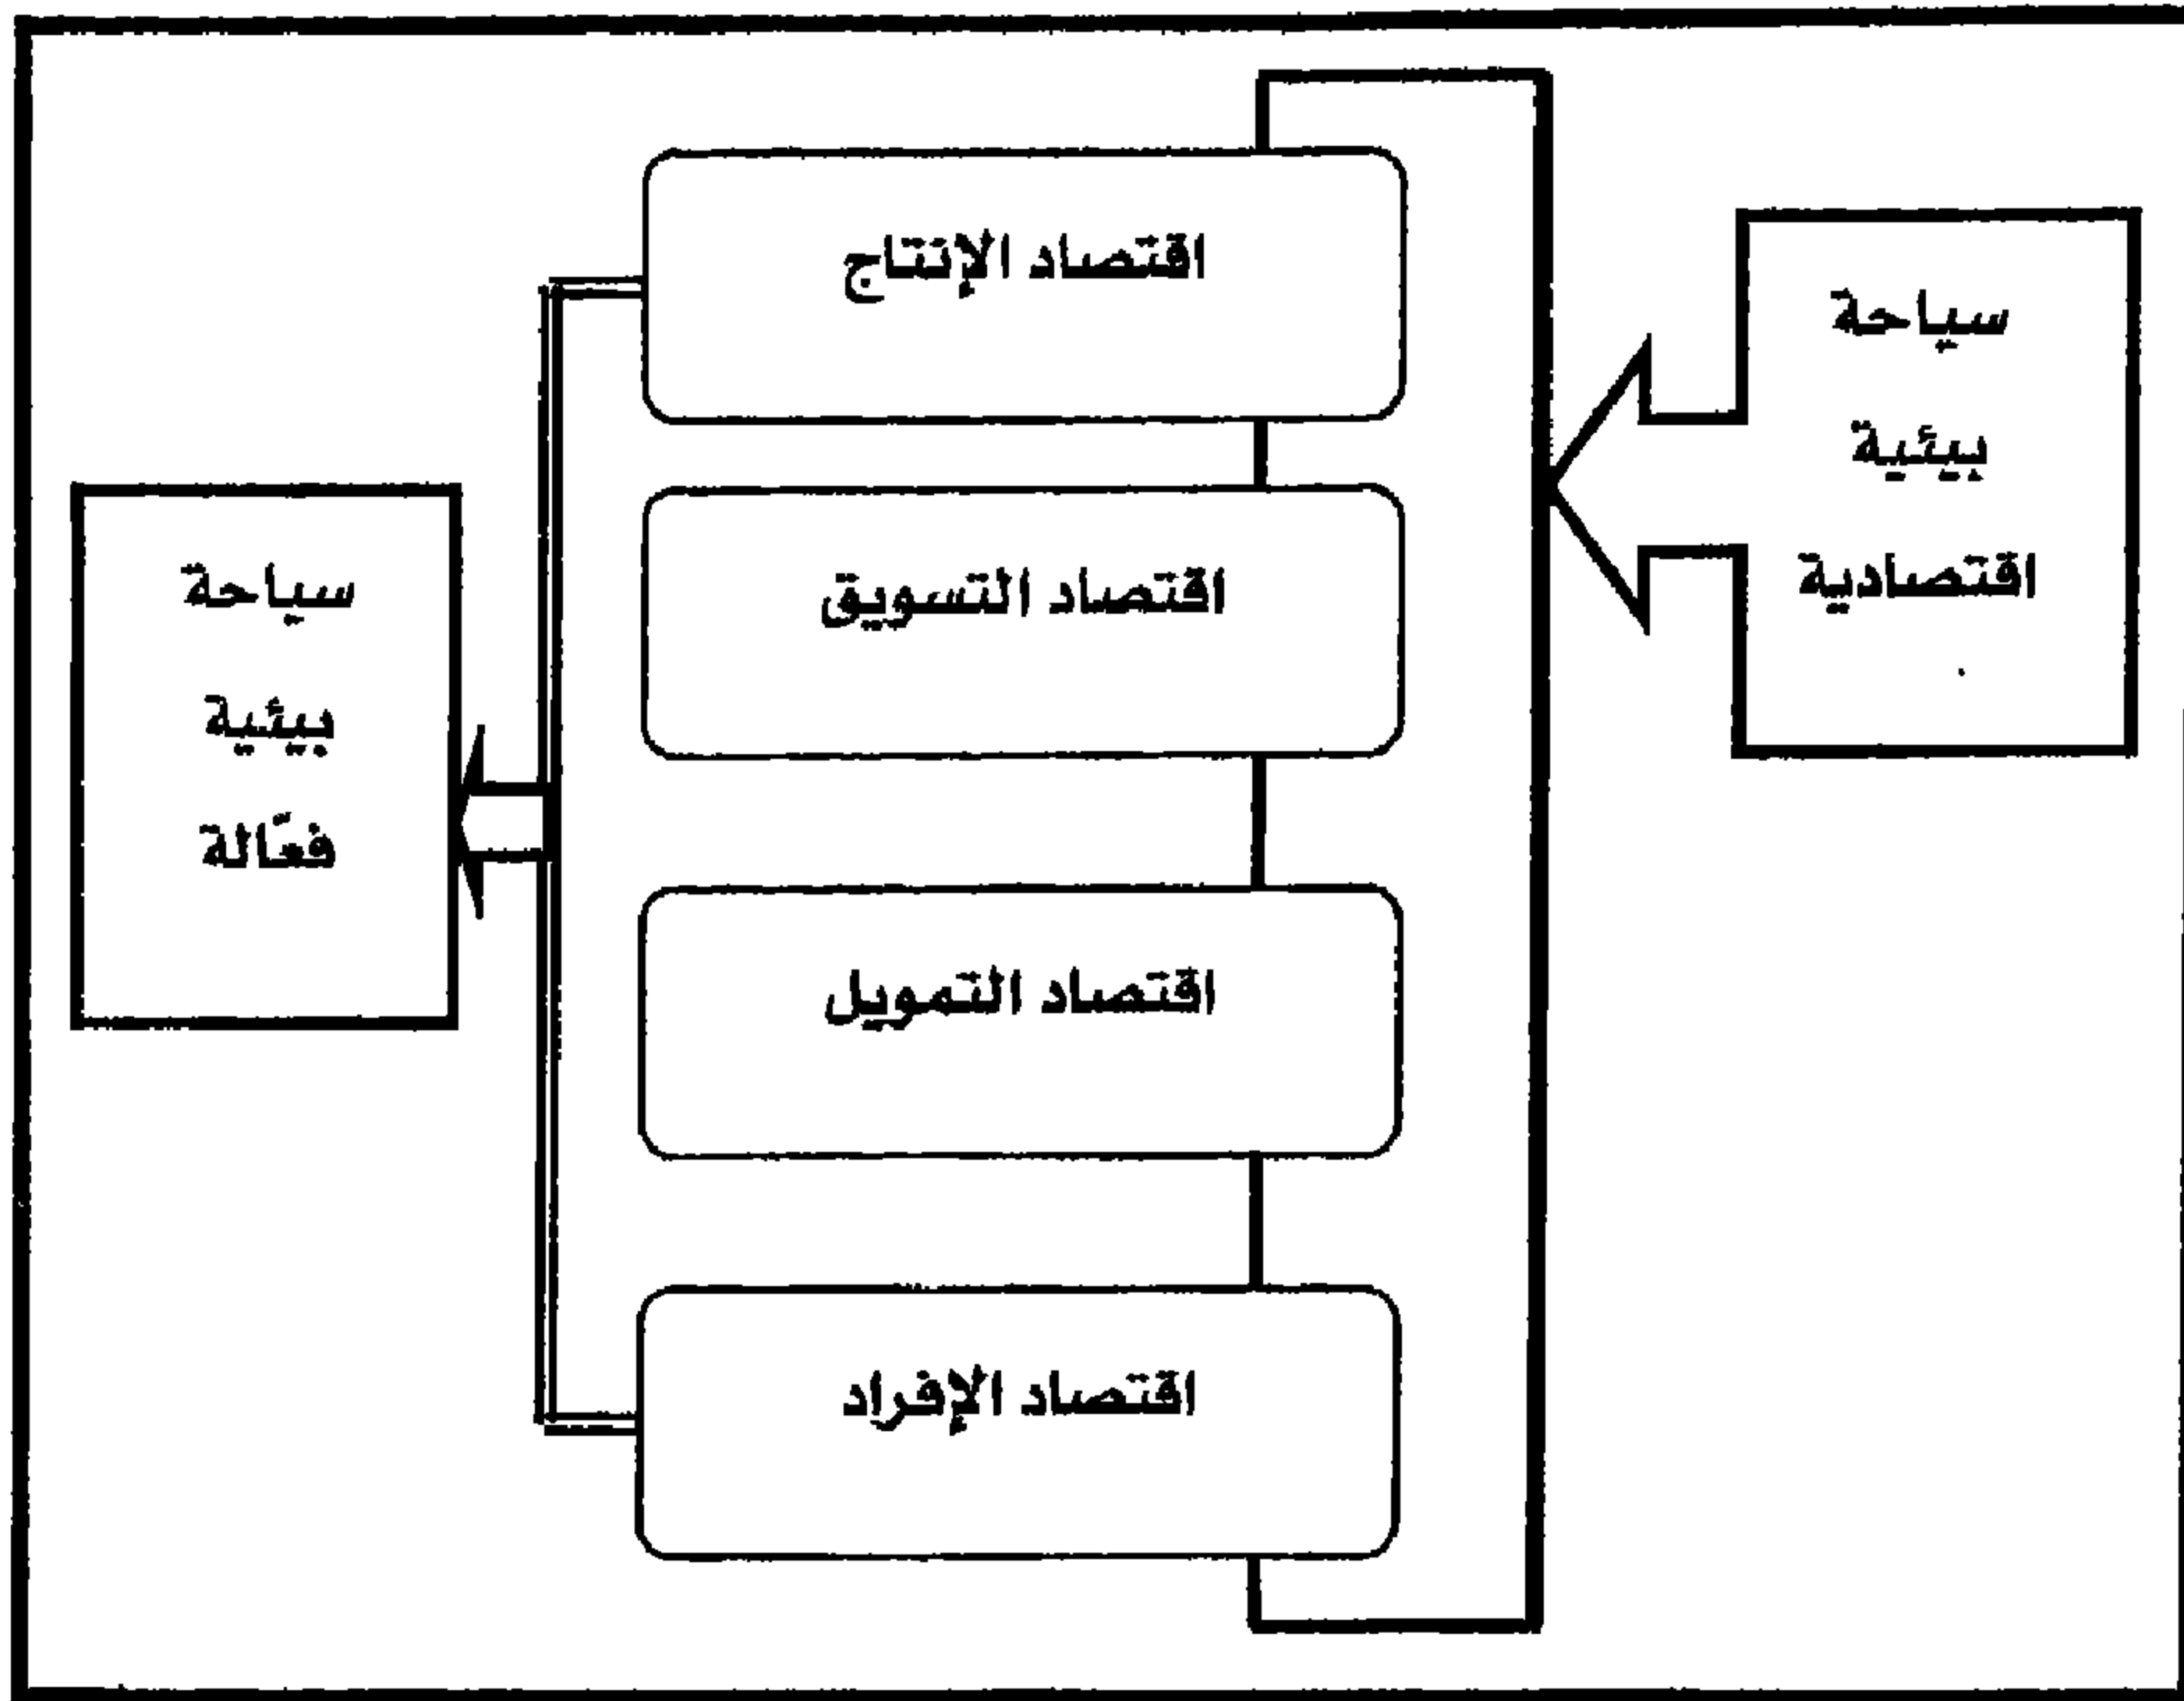 سياحة
بيئية
اقتصادية
اقتصاد الإنتاج
اقتصاد التسويق
اقتصاد التمويل
اقتصاد الإفراد
سياحة
بيئية
فعّالة